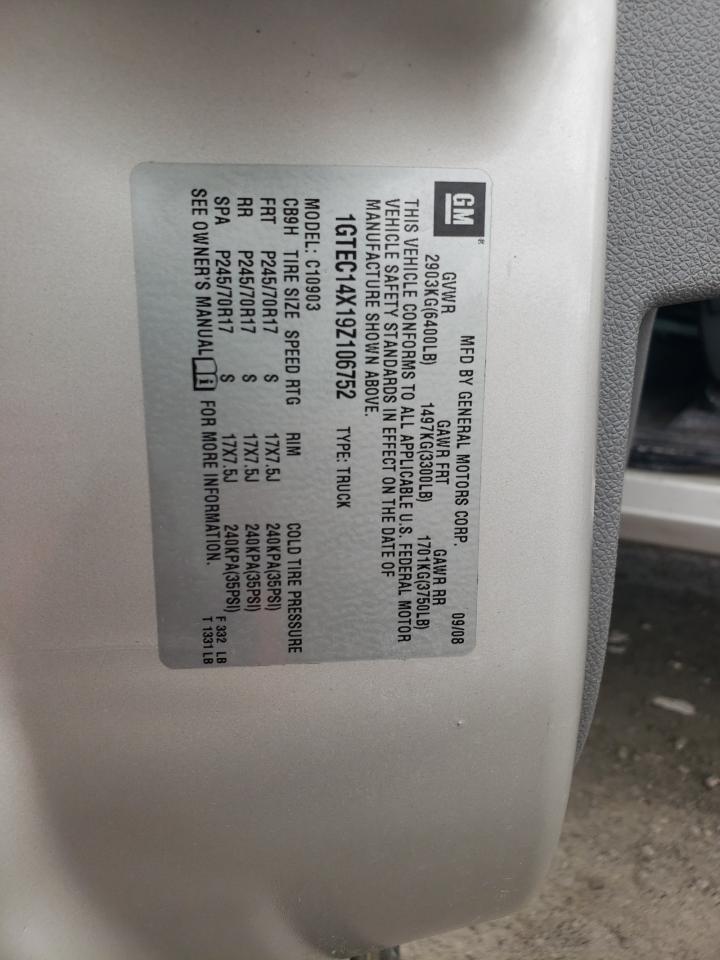 GM®
MFD BY GENERAL MOTORS CORP. 09/08
GVWR GAWR FRT GAWR RR
2903KG(6400LB) 1497KG(3300LB) 1701KG(3750LB)
THIS VEHICLE CONFORMS TO ALL APPLICABLE U.S. FEDERAL MOTOR
VEHICLE SAFETY STANDARDS IN EFFECT ON THE DATE OF
MANUFACTURE SHOWN ABOVE.
1GTEC14X19Z106752 TYPE: TRUCK
MODEL: C10903
CB9H TIRE SIZE SPEED RTG RIM COLD TIRE PRESSURE
FRT P245/70R17 S 17X7.5J 240KPA(35PSI)
RR P245/70R17 S 17X7.5J 240KPA(35PSI)
SPA P245/70R17 S 17X7.5J 240KPA(35PSI)
SEE OWNER'S MANUAL i FOR MORE INFORMATION.
F 332 LB
T 1331 LB